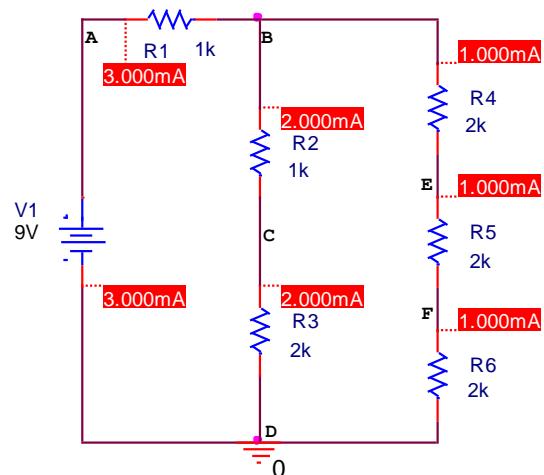 A
B
R1
1k
3.000mA
1.000mA
R4
2k
2.000mA
R2
1k
E
1.000mA
V1
9V
C
R5
2k
3.000mA
2.000mA
R3
2k
F
1.000mA
R6
2k
D
0